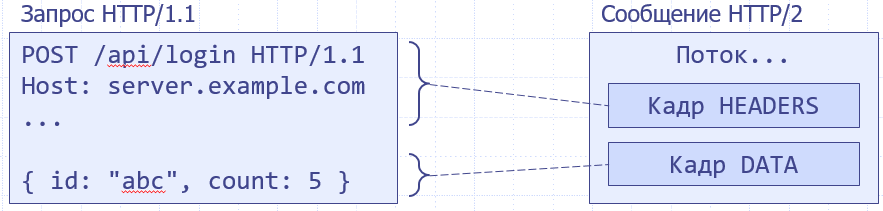 Запрос HTTP/1.1
POST /api/login HTTP/1.1
Host: server.example.com
...
{ id: "abc", count: 5 }
Сообщение HTTP/2
Поток...
Кадр HEADERS
Кадр DATA